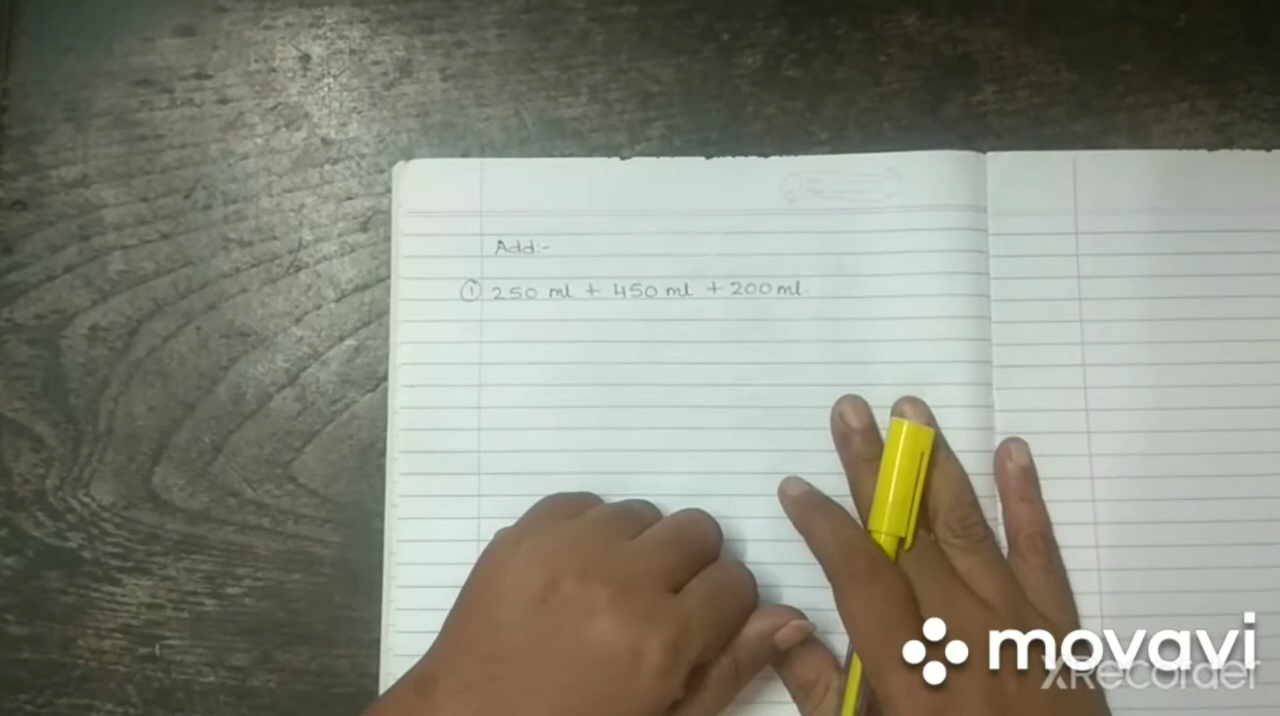 Add:-
① 250 ml + 450 ml + 200 ml.
movavi
XRecorder